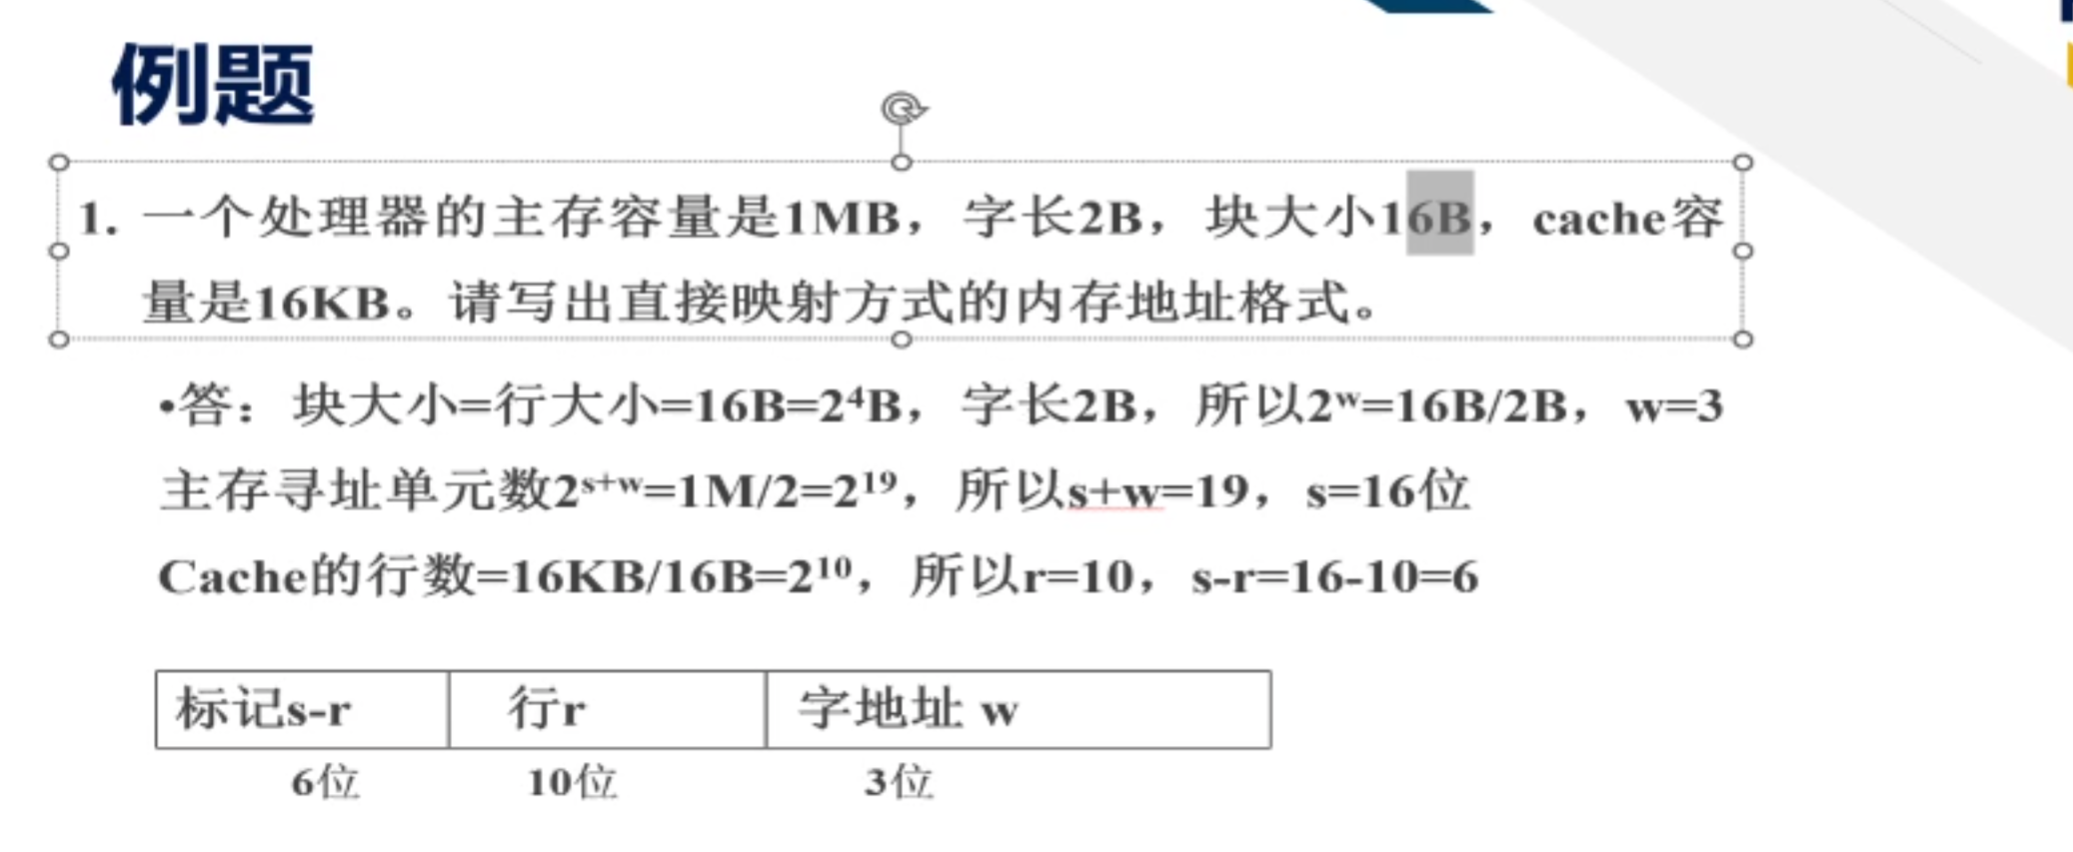 例题
1. 一个处理器的主存容量是1MB，字长2B，块大小16B，cache容
量是16KB。请写出直接映射方式的内存地址格式。
•答：块大小=行大小=16B=2⁴B，字长2B，所以2ʷ=16B/2B，w=3
主存寻址单元数2ˢ⁺ʷ=1M/2=2¹⁹，所以s+w=19，s=16位
Cache的行数=16KB/16B=2¹⁰，所以r=10，s-r=16-10=6
标记s-r 行r 字地址 w
6位 10位 3位